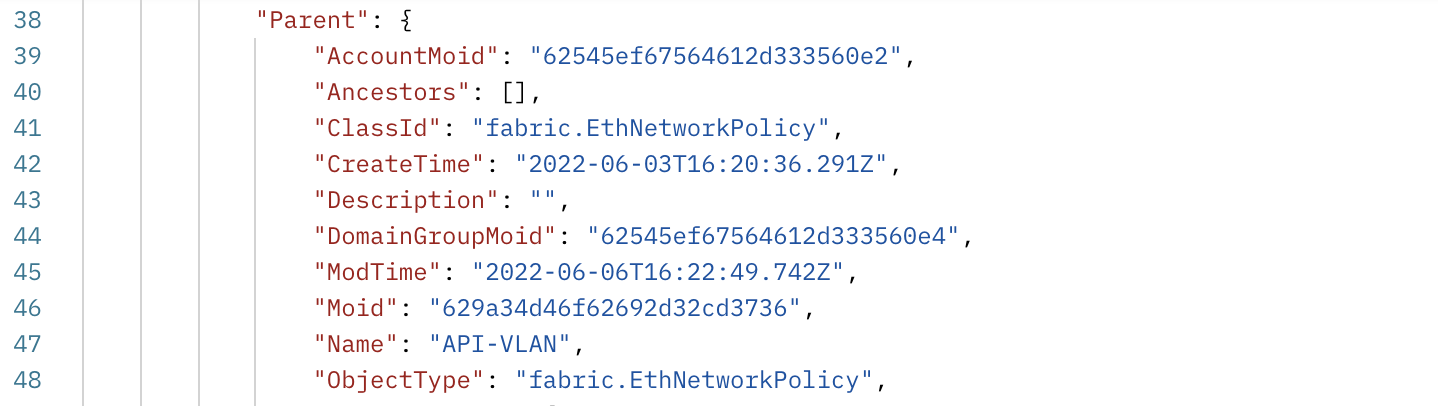 38 "Parent": {
39 "AccountMoid": "62545ef67564612d333560e2",
40 "Ancestors": [],
41 "ClassId": "fabric.EthNetworkPolicy",
42 "CreateTime": "2022-06-03T16:20:36.291Z",
43 "Description": "",
44 "DomainGroupMoid": "62545ef67564612d333560e4",
45 "ModTime": "2022-06-06T16:22:49.742Z",
46 "Moid": "629a34d46f62692d32cd3736",
47 "Name": "API-VLAN",
48 "ObjectType": "fabric.EthNetworkPolicy",